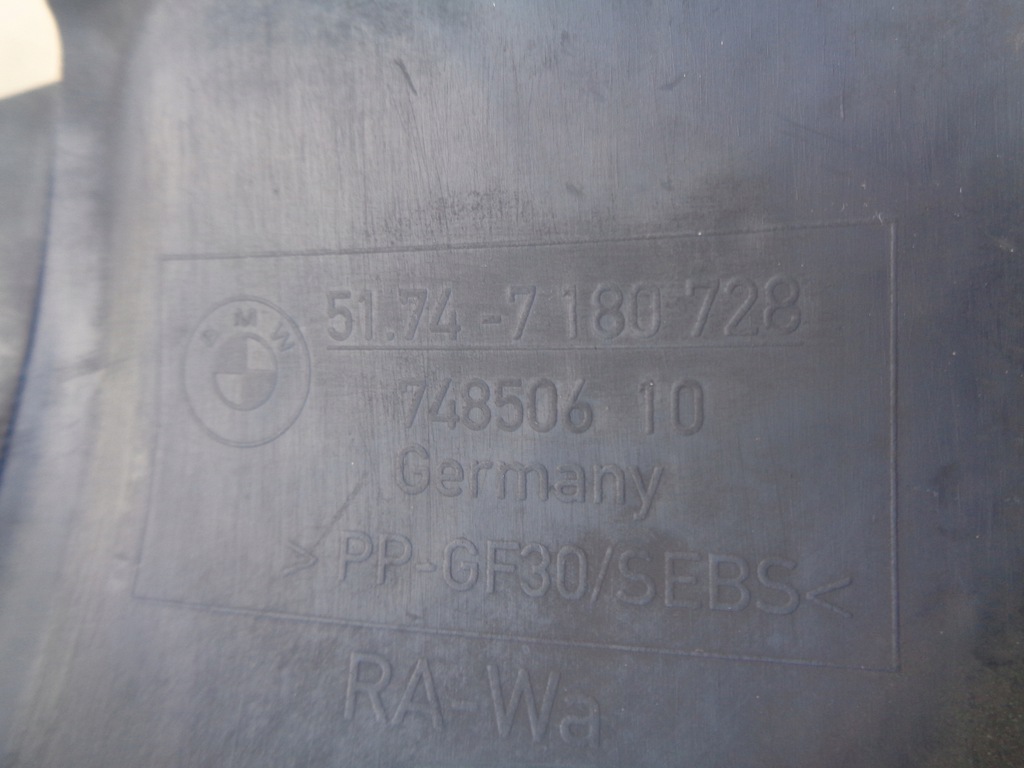 BMW
51.74-7 180 728
748506 10
Germany
>PP-GF30/SEBS<
RA-Wa